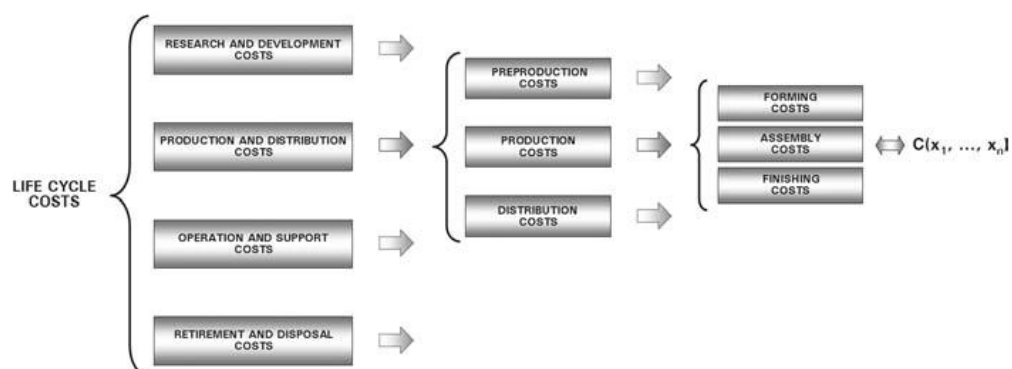 LIFE CYCLE
COSTS
RESEARCH AND DEVELOPMENT
COSTS
PRODUCTION AND DISTRIBUTION
COSTS
OPERATION AND SUPPORT
COSTS
RETIREMENT AND DISPOSAL
COSTS
PREPRODUCTION
COSTS
PRODUCTION
COSTS
DISTRIBUTION
COSTS
FORMING
COSTS
ASSEMBLY
COSTS
FINISHING
COSTS
C(x₁, ..., xₙ]